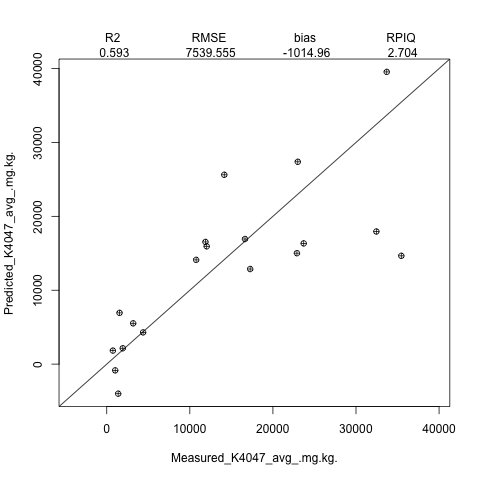 R2 RMSE bias RPIQ
0.593 7539.555 -1014.96 2.704
40000
30000
20000
10000
0
Predicted_K4047_avg_.mg.kg.
0 10000 20000 30000 40000
Measured_K4047_avg_.mg.kg.